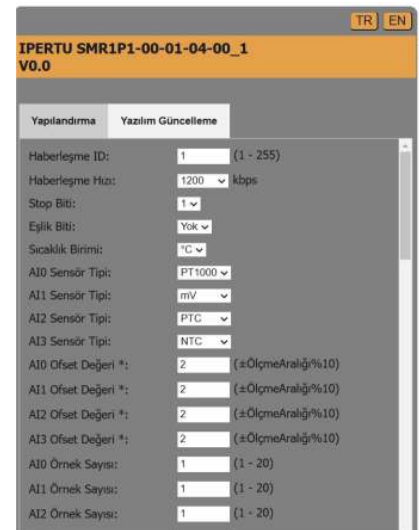 TR EN
IPERTU SMR1P1-00-01-04-00_1
V0.0
Yapılandırma Yazılım Güncelleme
Haberleşme ID: 1 (1 - 255)
Haberleşme Hızı: 1200 kbps
Stop Biti: 1
Eşlik Biti: Yok
Sıcaklık Birimi: °C
AI0 Sensör Tipi: PT1000
AI1 Sensör Tipi: mV
AI2 Sensör Tipi: PTC
AI3 Sensör Tipi: NTC
AI0 Ofset Değeri *: 2 (±ÖlçmeAralığı%10)
AI1 Ofset Değeri *: 2 (±ÖlçmeAralığı%10)
AI2 Ofset Değeri *: 2 (±ÖlçmeAralığı%10)
AI3 Ofset Değeri *: 2 (±ÖlçmeAralığı%10)
AI0 Örnek Sayısı: 1 (1 - 20)
AI1 Örnek Sayısı: 1 (1 - 20)
AI2 Örnek Sayısı: 1 (1 - 20)